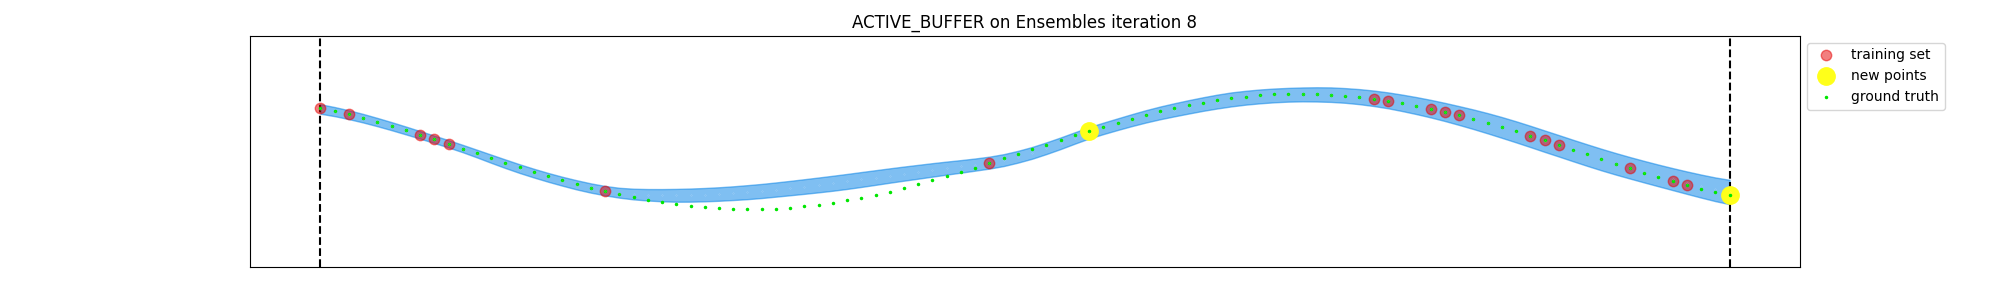 ACTIVE_BUFFER on Ensembles iteration 8
training set
new points
ground truth